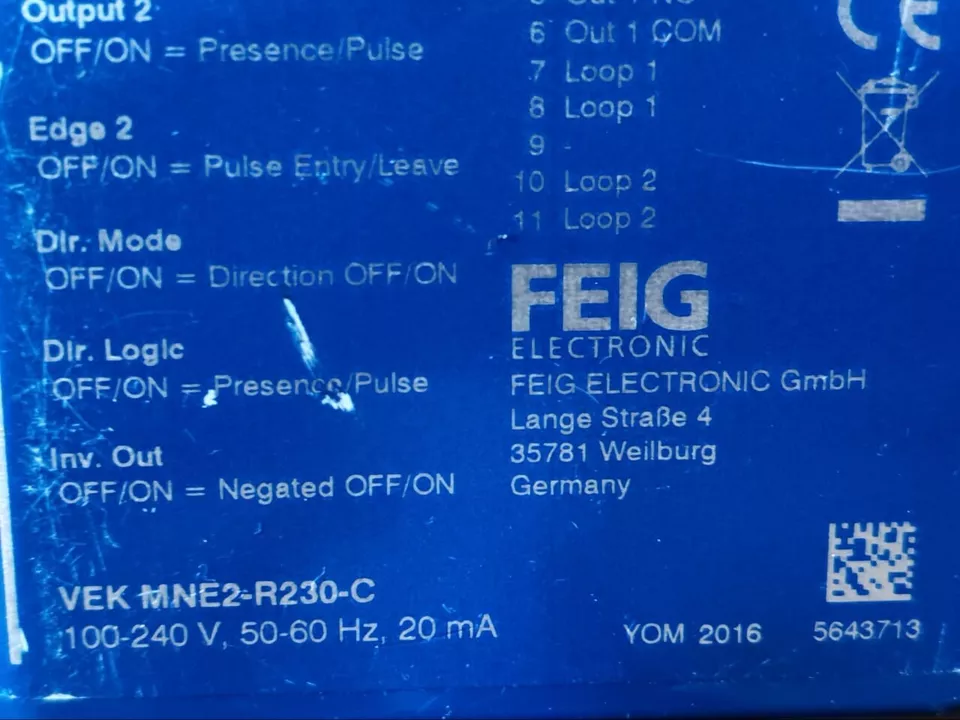 Output 2
OFF/ON = Presence/Pulse
Edge 2
OFF/ON = Pulse Entry/Leave
Dir. Mode
OFF/ON = Direction OFF/ON
Dir. Logic
OFF/ON = Presence/Pulse
Inv. Out
OFF/ON = Negated OFF/ON
VEK MNE2-R230-C
100-240 V, 50-60 Hz, 20 mA
Out 1
6 Out 1 COM
7 Loop 1
8 Loop 1
9 -
10 Loop 2
11 Loop 2
CE
FEIG
ELECTRONIC
FEIG ELECTRONIC GmbH
Lange Straße 4
35781 Weilburg
Germany
YOM 2016
5643713